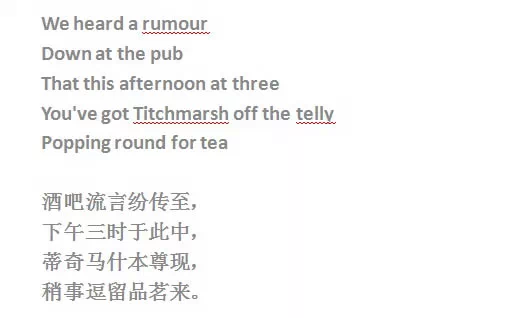 We heard a rumour
Down at the pub
That this afternoon at three
You've got Titchmarsh off the telly
Popping round for tea
酒吧流言纷传至，
下午三时于此中，
蒂奇马什本尊现，
稍事逗留品茗来。